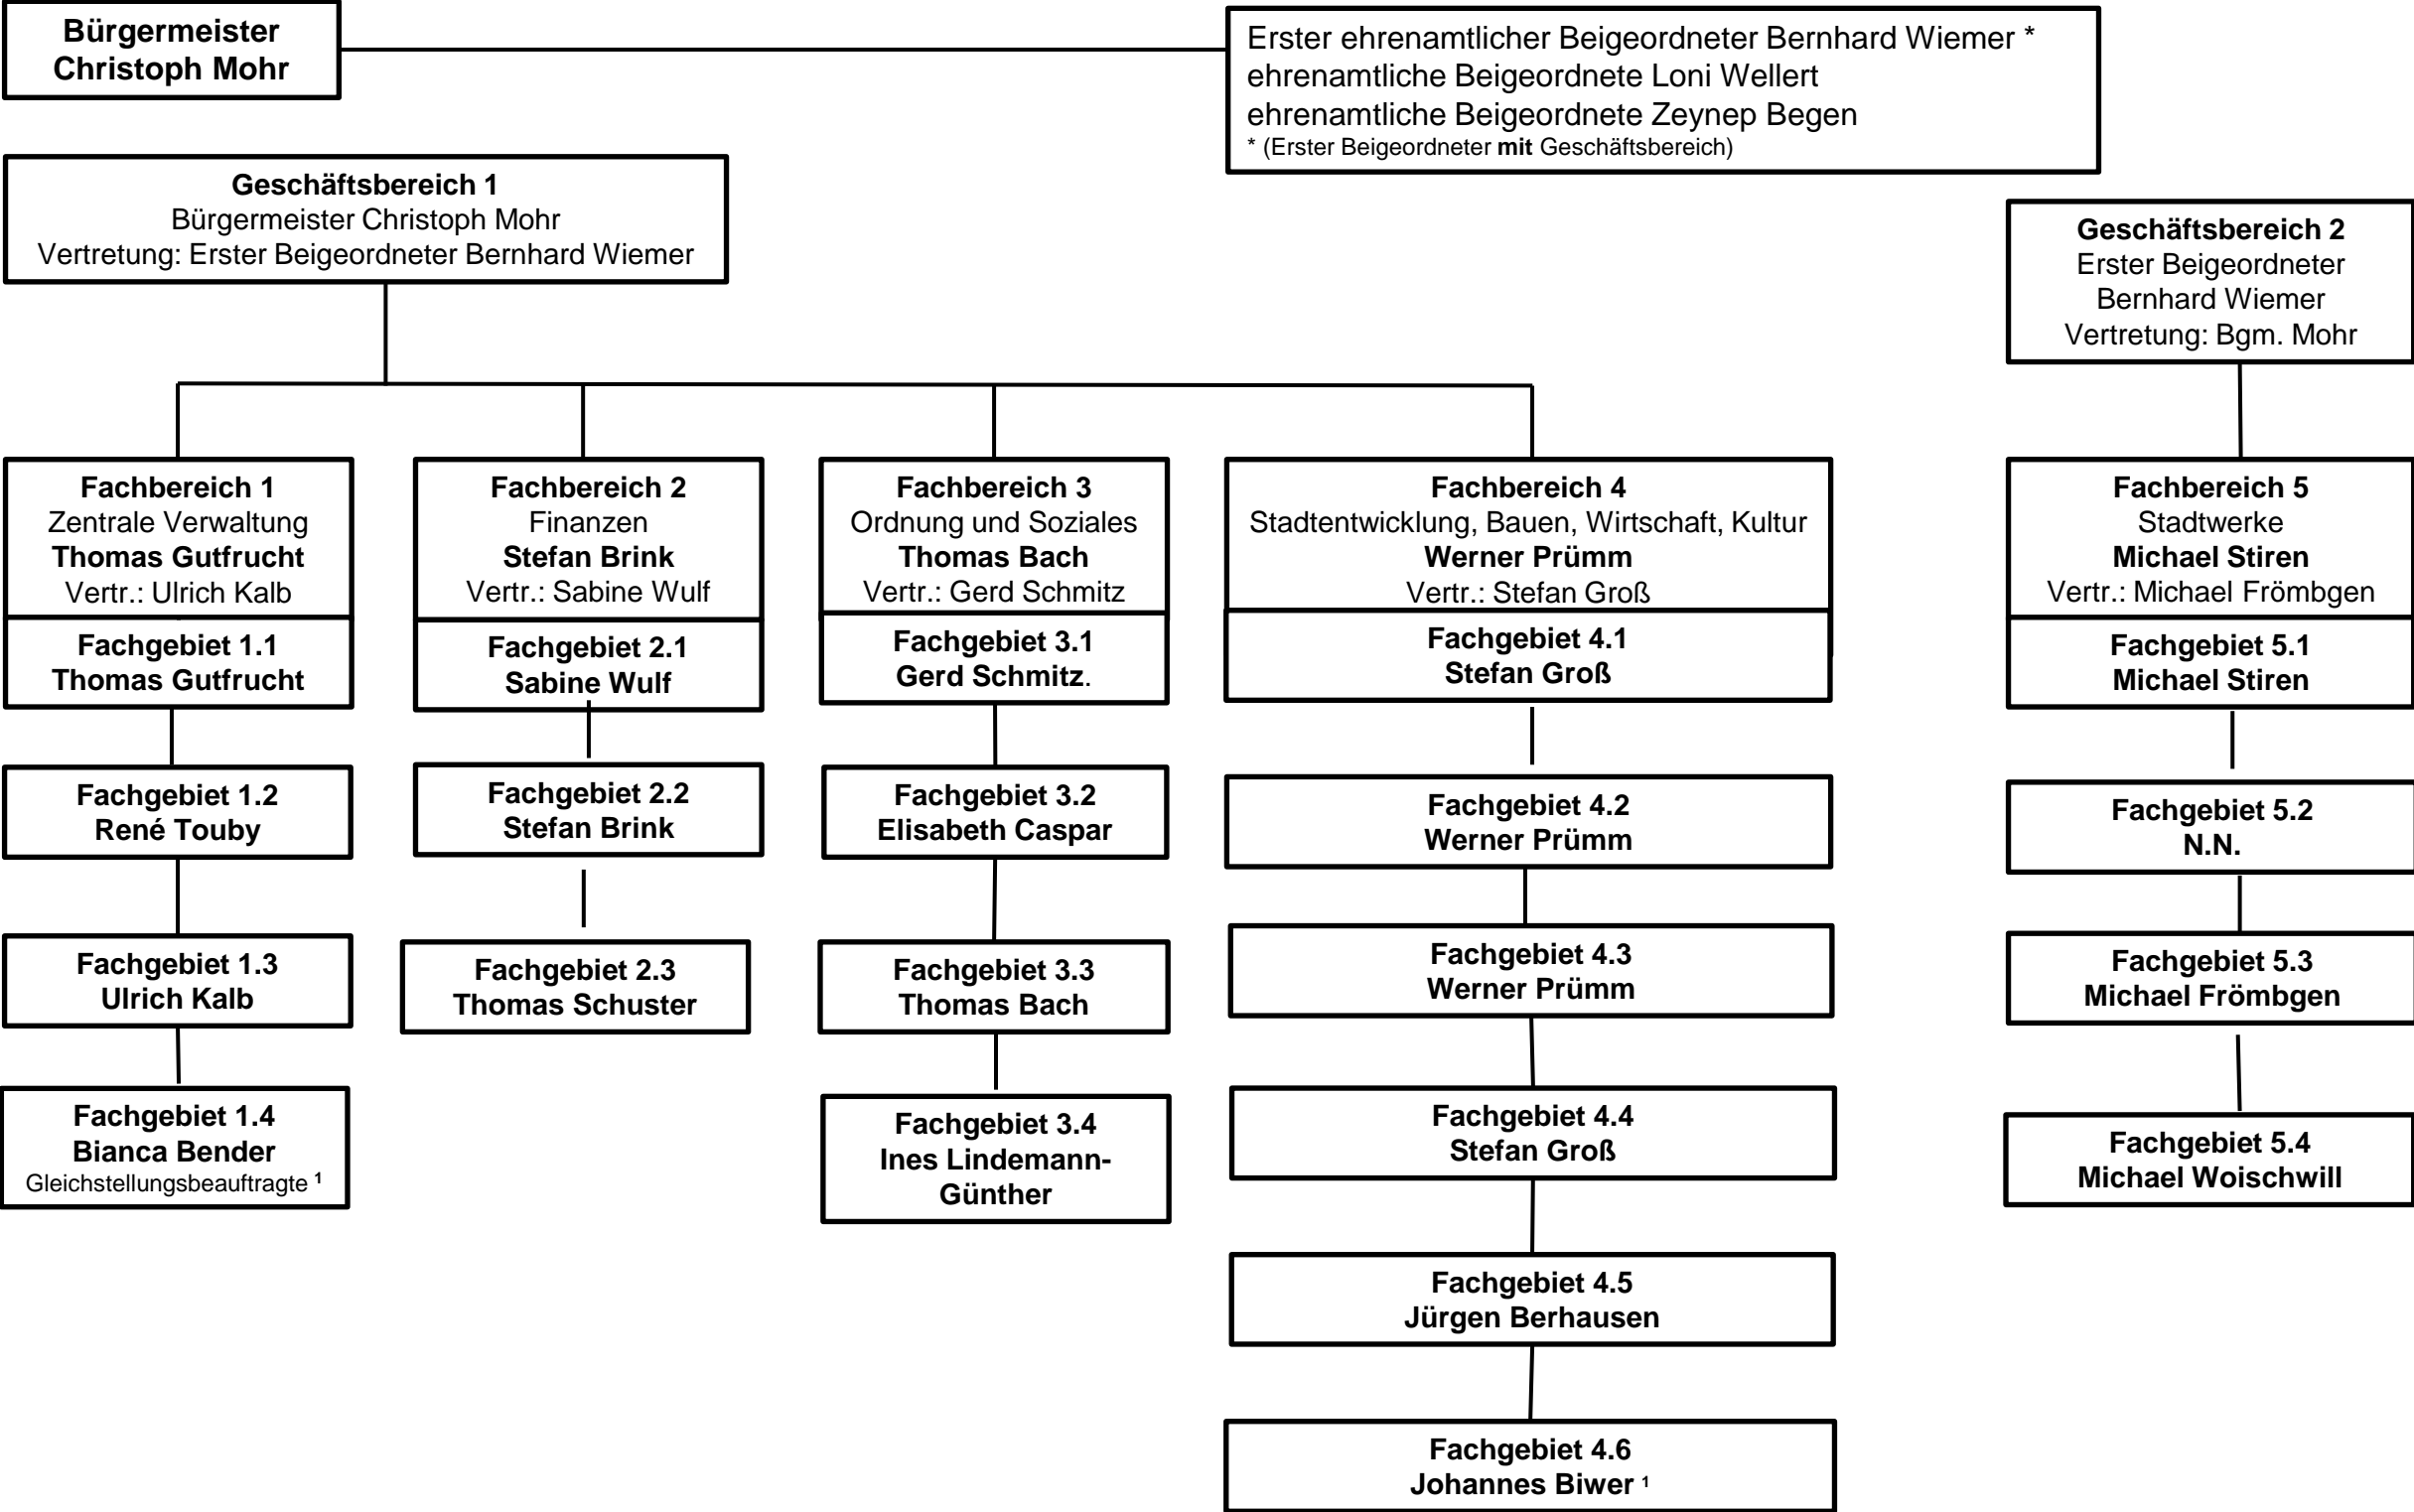 Bürgermeister
Christoph Mohr
Erster ehrenamtlicher Beigeordneter Bernhard Wiemer *
ehrenamtliche Beigeordnete Loni Wellert
ehrenamtliche Beigeordnete Zeynep Begen
* (Erster Beigeordneter mit Geschäftsbereich)
Geschäftsbereich 1
Bürgermeister Christoph Mohr
Vertretung: Erster Beigeordneter Bernhard Wiemer
Geschäftsbereich 2
Erster Beigeordneter
Bernhard Wiemer
Vertretung: Bgm. Mohr
Fachbereich 1
Zentrale Verwaltung
Thomas Gutfrucht
Vertr.: Ulrich Kalb
Fachgebiet 1.1
Thomas Gutfrucht
Fachgebiet 1.2
René Touby
Fachgebiet 1.3
Ulrich Kalb
Fachgebiet 1.4
Bianca Bender
Gleichstellungsbeauftragte ¹
Fachbereich 2
Finanzen
Stefan Brink
Vertr.: Sabine Wulf
Fachgebiet 2.1
Sabine Wulf
Fachgebiet 2.2
Stefan Brink
Fachgebiet 2.3
Thomas Schuster
Fachbereich 3
Ordnung und Soziales
Thomas Bach
Vertr.: Gerd Schmitz
Fachgebiet 3.1
Gerd Schmitz.
Fachgebiet 3.2
Elisabeth Caspar
Fachgebiet 3.3
Thomas Bach
Fachgebiet 3.4
Ines Lindemann-
Günther
Fachbereich 4
Stadtentwicklung, Bauen, Wirtschaft, Kultur
Werner Prümm
Vertr.: Stefan Groß
Fachgebiet 4.1
Stefan Groß
Fachgebiet 4.2
Werner Prümm
Fachgebiet 4.3
Werner Prümm
Fachgebiet 4.4
Stefan Groß
Fachgebiet 4.5
Jürgen Berhausen
Fachgebiet 4.6
Johannes Biwer ¹
Fachbereich 5
Stadtwerke
Michael Stiren
Vertr.: Michael Frömbgen
Fachgebiet 5.1
Michael Stiren
Fachgebiet 5.2
N.N.
Fachgebiet 5.3
Michael Frömbgen
Fachgebiet 5.4
Michael Woischwill